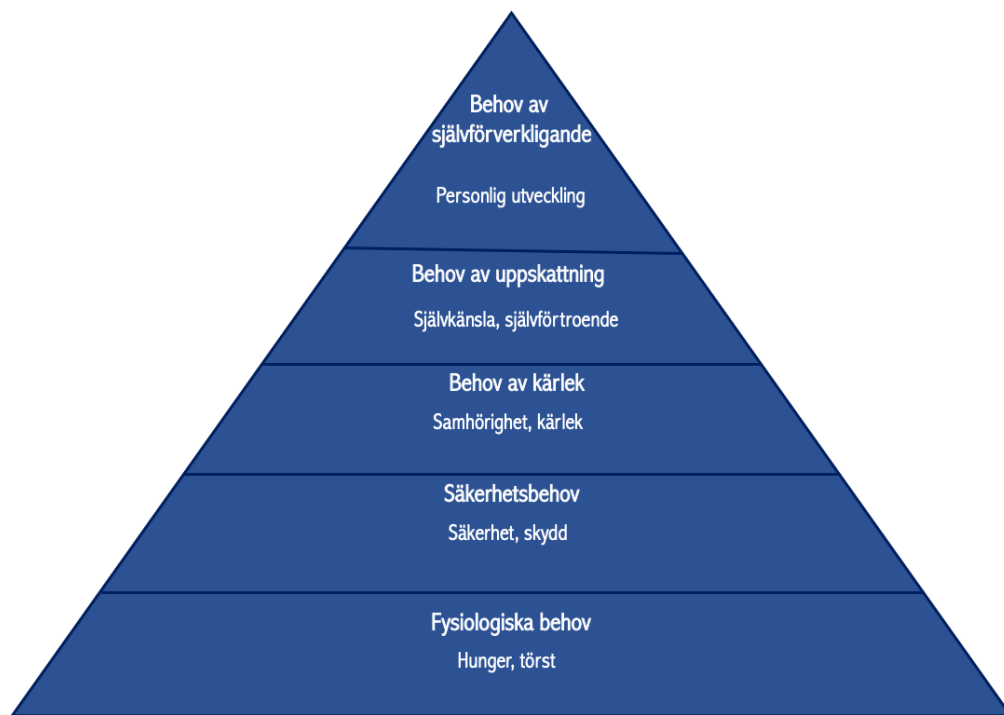 Behov av
självförverkligande
Personlig utveckling
Behov av uppskattning
Självkänsla, självförtroende
Behov av kärlek
Samhörighet, kärlek
Säkerhetsbehov
Säkerhet, skydd
Fysiologiska behov
Hunger, törst